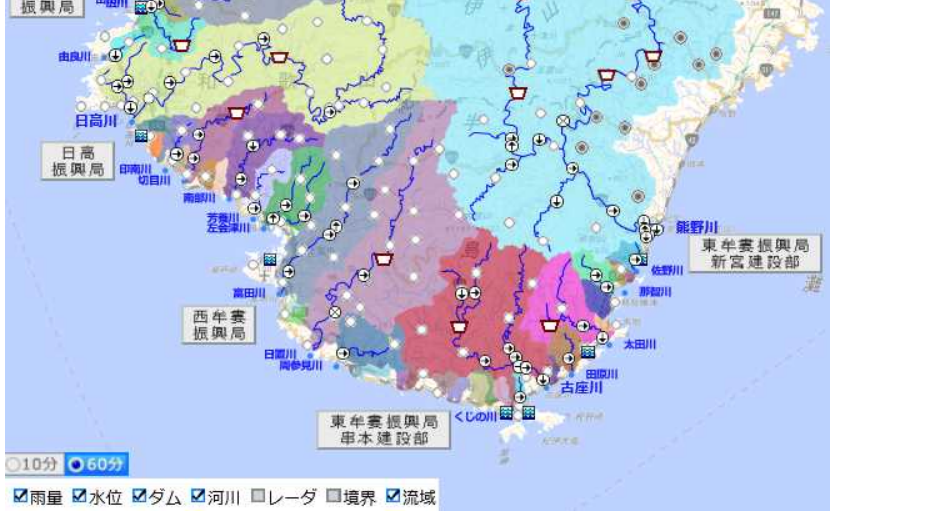 振興局
由良川
日高川
日高
振興局
印南川
切目川
南部川
芳養川
左会津川
熊野川
東牟婁振興局
新宮建設部
佐野川
那智川
富田川
西牟婁
振興局
太田川
日置川
周参見川
田原川
古座川
くじの川
東牟婁振興局
串本建設部
10分 60分
雨量 水位 ダム 河川 レーダ 境界 流域